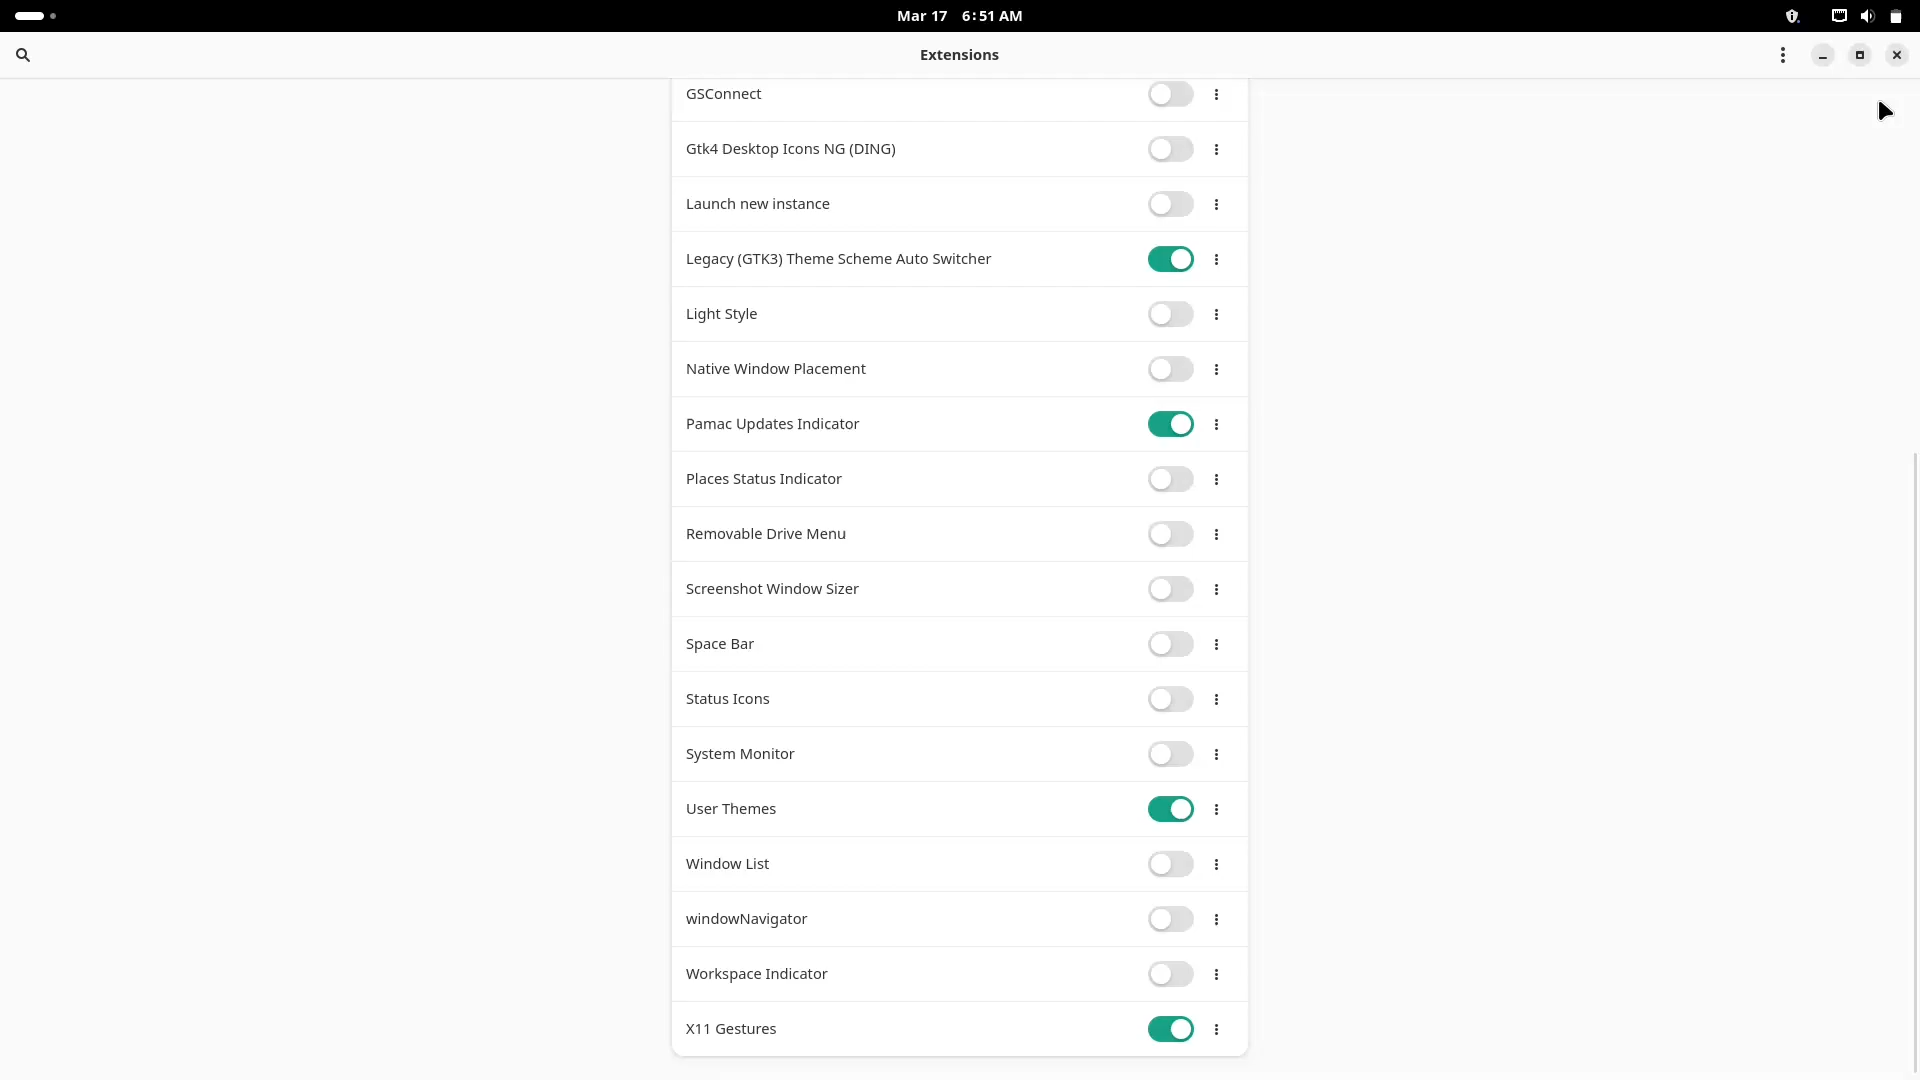 Mar 17 6:51 AM
Extensions
GSConnect
Gtk4 Desktop Icons NG (DING)
Launch new instance
Legacy (GTK3) Theme Scheme Auto Switcher
Light Style
Native Window Placement
Pamac Updates Indicator
Places Status Indicator
Removable Drive Menu
Screenshot Window Sizer
Space Bar
Status Icons
System Monitor
User Themes
Window List
windowNavigator
Workspace Indicator
X11 Gestures